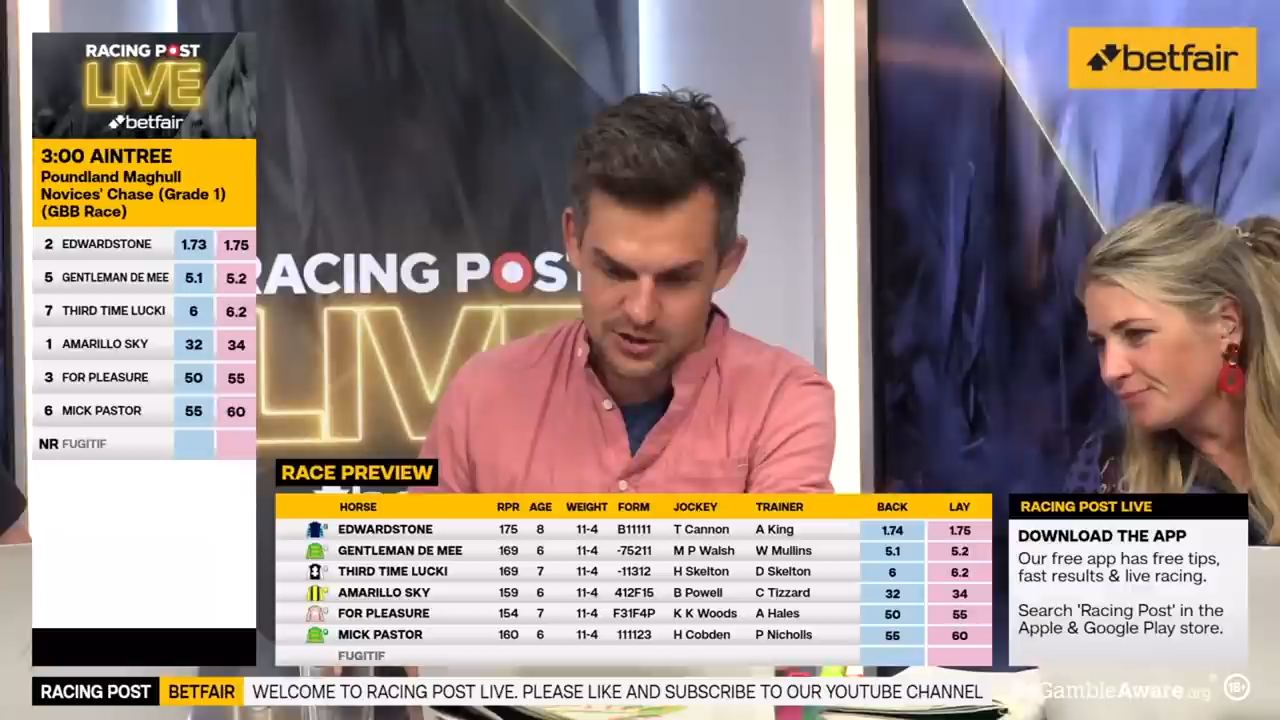 RACING POST
LIVE
betfair
betfair
3:00 AINTREE
Poundland Maghull
Novices' Chase (Grade 1)
(GBB Race)
2 EDWARDSTONE 1.73 1.75
5 GENTLEMAN DE MEE 5.1 5.2
7 THIRD TIME LUCKI 6 6.2
1 AMARILLO SKY 32 34
3 FOR PLEASURE 50 55
6 MICK PASTOR 55 60
NR FUGITIF
RACING POST
LIVE
RACE PREVIEW
HORSE RPR AGE WEIGHT FORM JOCKEY TRAINER BACK LAY
EDWARDSTONE 175 8 11-4 B11111 T Cannon A King 1.74 1.75
GENTLEMAN DE MEE 169 6 11-4 -75211 M P Walsh W Mullins 5.1 5.2
THIRD TIME LUCKI 169 7 11-4 -11312 H Skelton D Skelton 6 6.2
AMARILLO SKY 159 6 11-4 412F15 B Powell C Tizzard 32 34
FOR PLEASURE 154 7 11-4 F31F4P K K Woods A Hales 50 55
MICK PASTOR 160 6 11-4 111123 H Cobden P Nicholls 55 60
FUGITIF
RACING POST LIVE
DOWNLOAD THE APP
Our free app has free tips,
fast results & live racing.
Search 'Racing Post' in the
Apple & Google Play store.
RACING POST BETFAIR WELCOME TO RACING POST LIVE. PLEASE LIKE AND SUBSCRIBE TO OUR YOUTUBE CHANNEL
GambleAware.org 18+